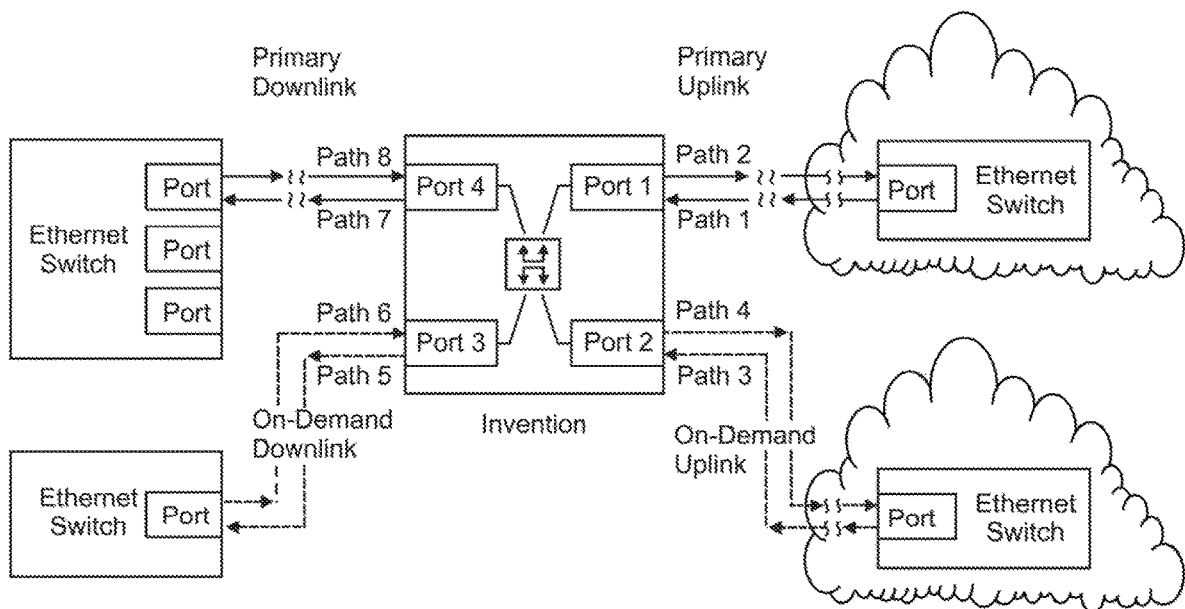 Primary
Downlink
Primary
Uplink
Path 8
Path 2
Port
Port 4
Port 1
Port
Ethernet
Switch
Path 7
Path 1
Ethernet
Switch
Port
Port
Path 6
Path 4
Port 3
Port 2
Path 5
Path 3
On-Demand
Downlink
Invention
On-Demand
Uplink
Ethernet
Switch
Port
Port
Ethernet
Switch